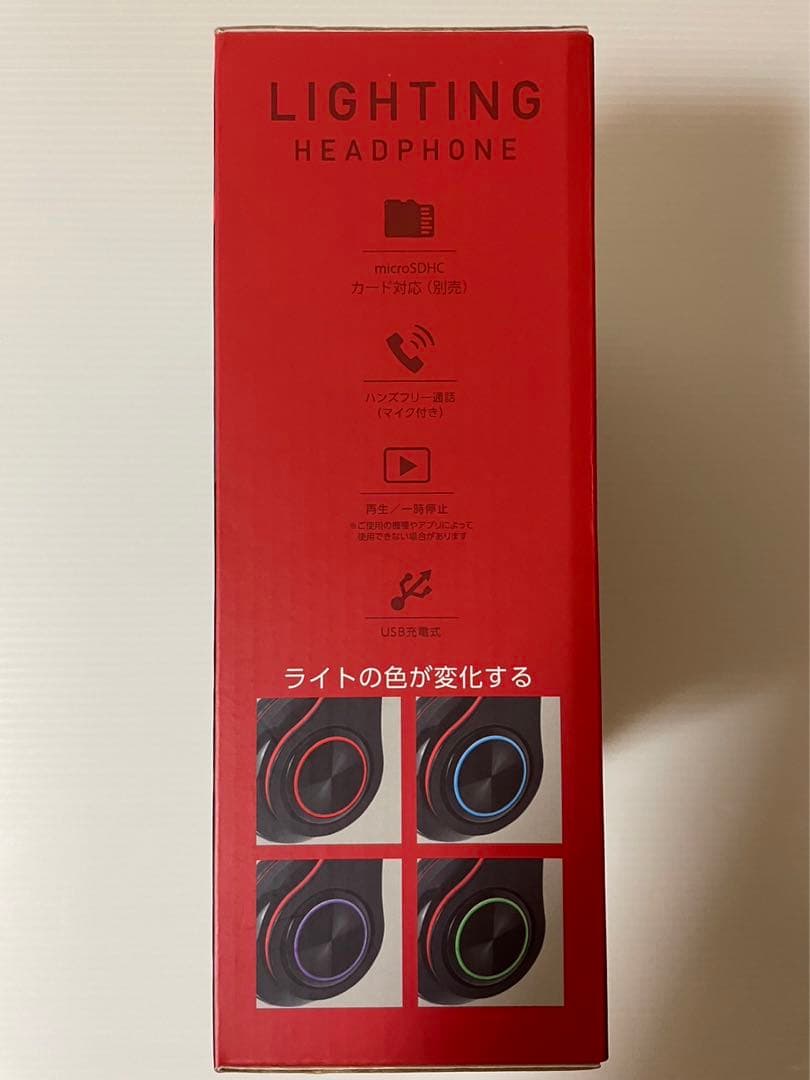 LIGHTING
HEADPHONE
microSDHC
カード対応（別売）
ハンズフリー通話
（マイク付き）
再生／一時停止
※ご使用の機種やアプリによって
使用できない場合があります
USB充電式
ライトの色が変化する